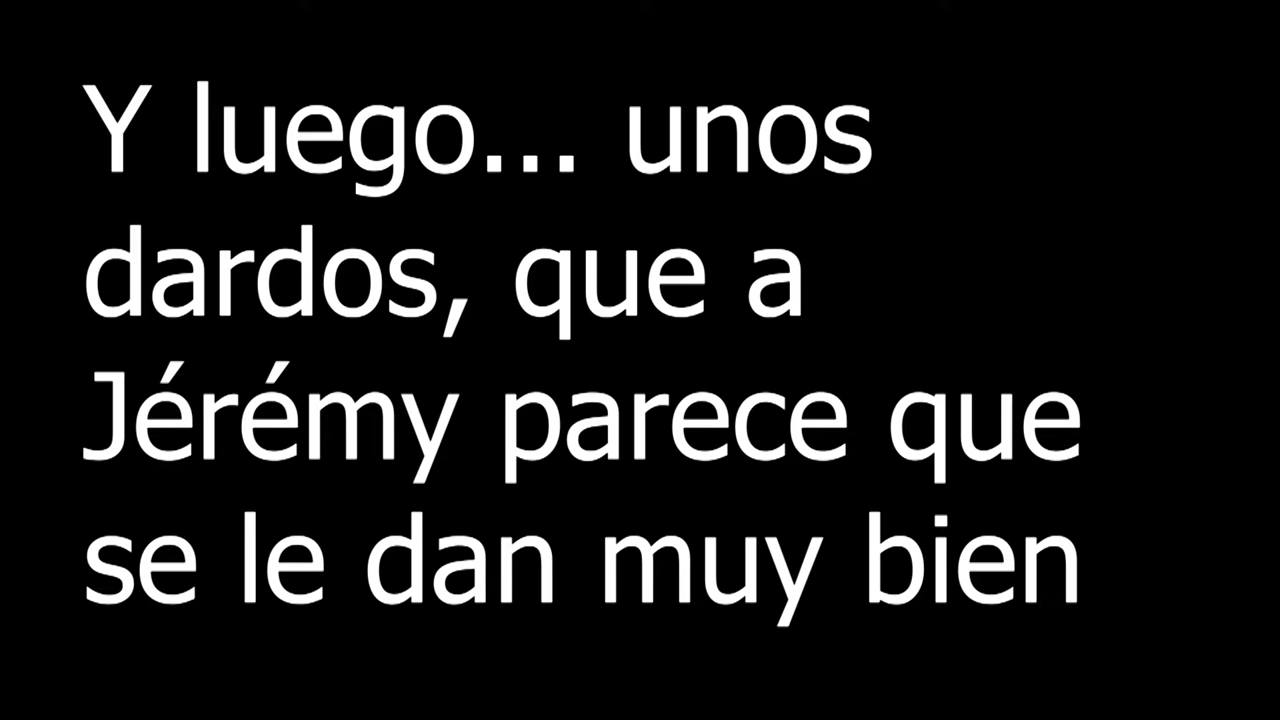 Y luego... unos
dardos, que a
Jérémy parece que
se le dan muy bien